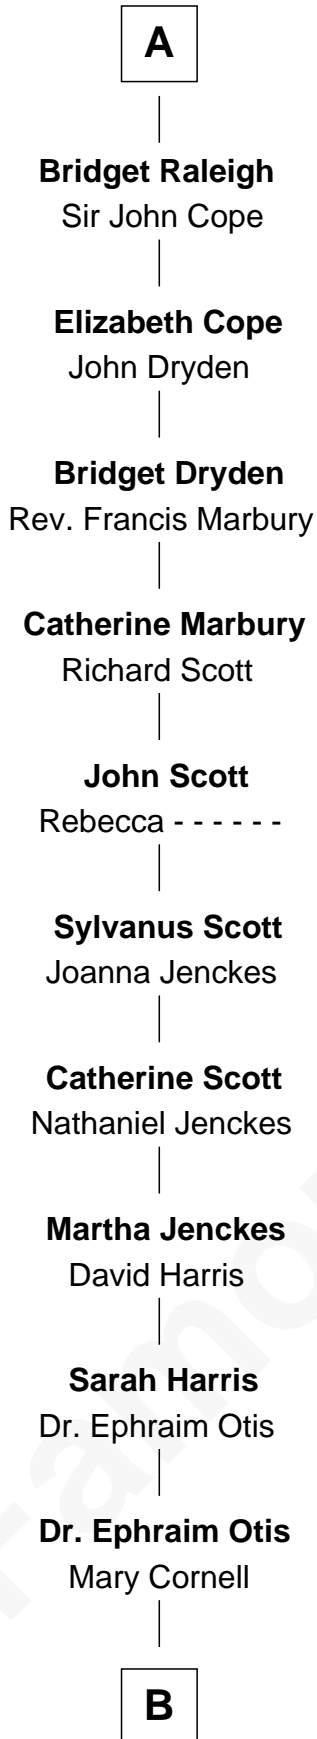 A
Bridget Raleigh
Sir John Cope
Elizabeth Cope
John Dryden
Bridget Dryden
Rev. Francis Marbury
Catherine Marbury
Richard Scott
John Scott
Rebecca - - - - - -
Sylvanus Scott
Joanna Jenckes
Catherine Scott
Nathaniel Jenckes
Martha Jenckes
David Harris
Sarah Harris
Dr. Ephraim Otis
Dr. Ephraim Otis
Mary Cornell
B